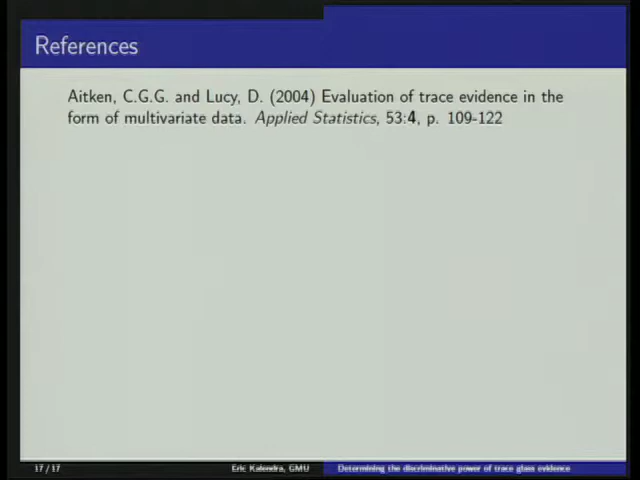 References
Aitken, C.G.G. and Lucy, D. (2004) Evaluation of trace evidence in the
form of multivariate data. Applied Statistics, 53:4, p. 109-122
17 / 17
Eric Kalendra, GMU
Determining the discriminative power of trace glass evidence